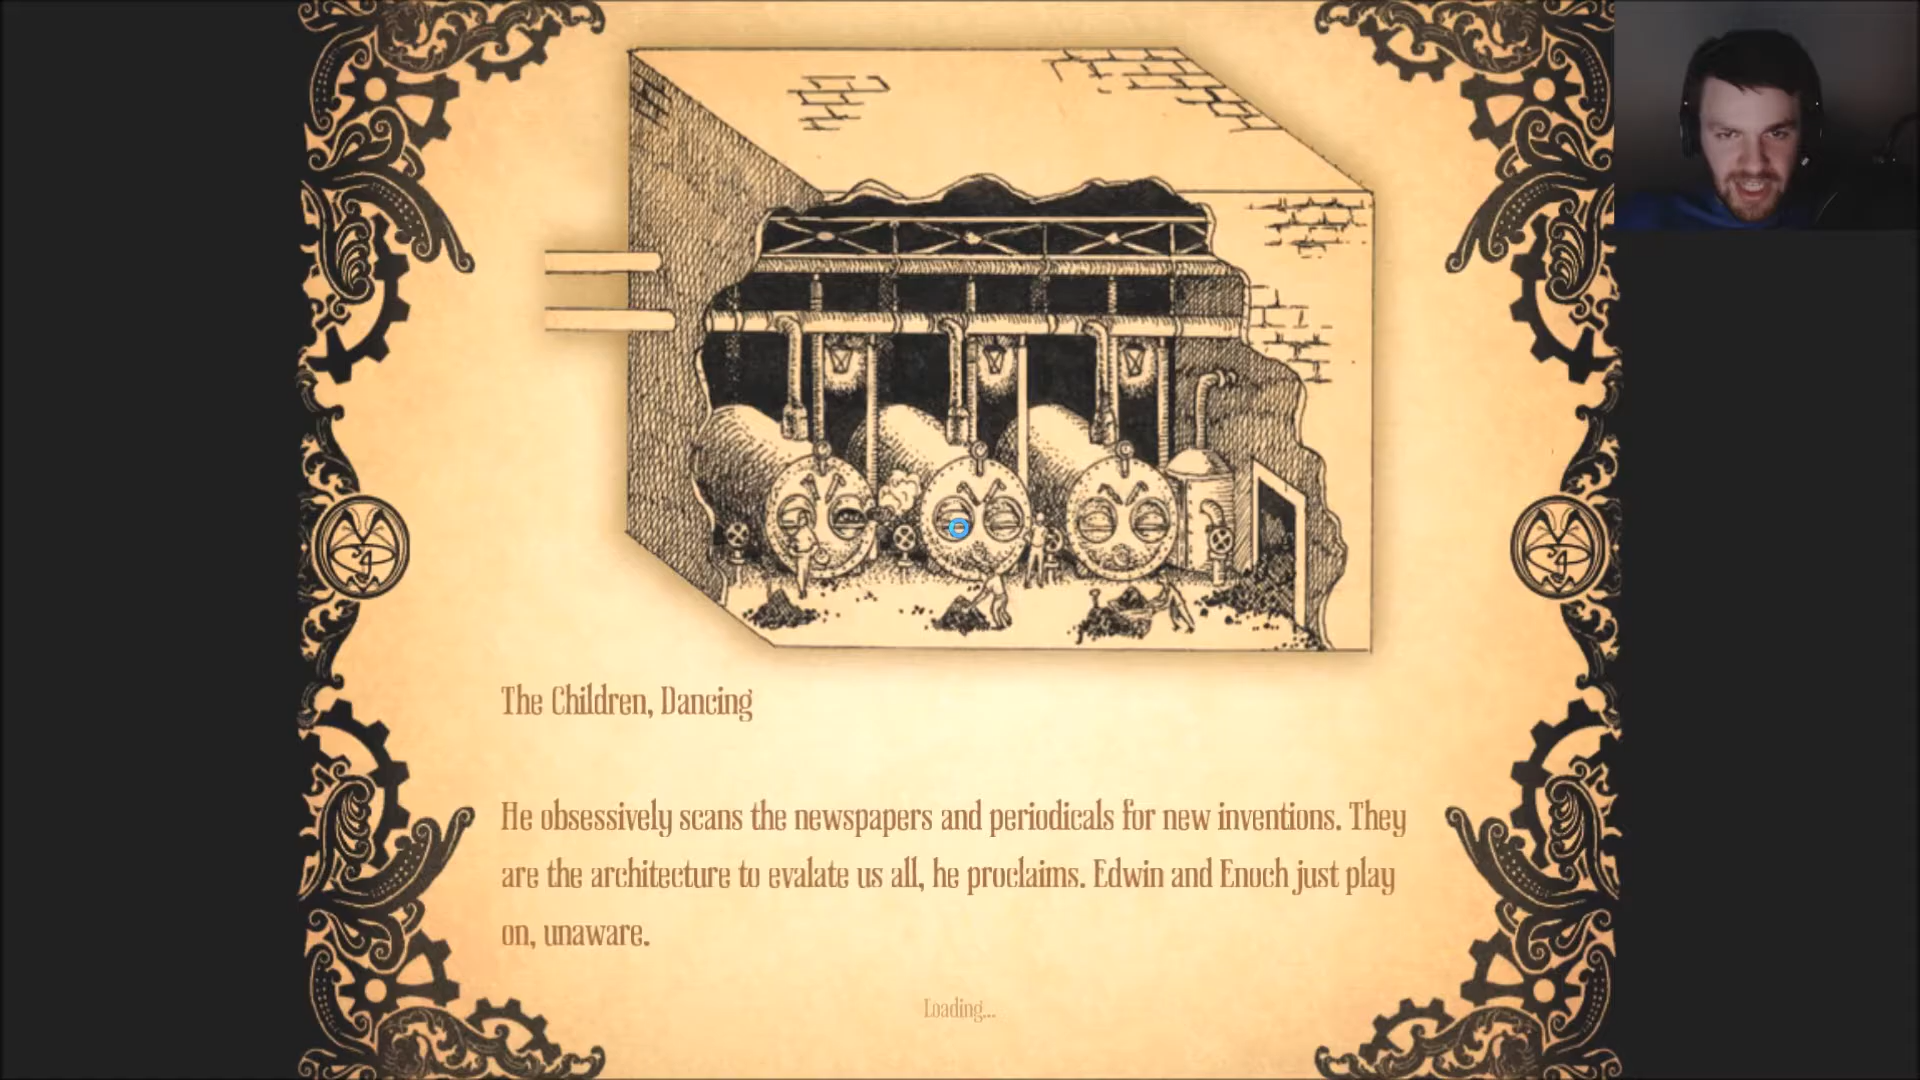 The Children, Dancing
He obsessively scans the newspapers and periodicals for new inventions. They
are the architecture to evalate us all, he proclaims. Edwin and Enoch just play
on, unaware.
Loading...